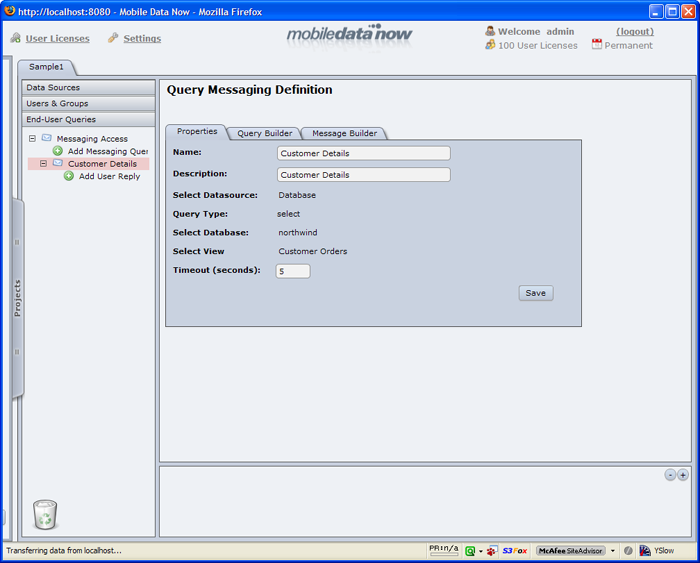 http://localhost:8080 - Mobile Data Now - Mozilla Firefox
User Licenses
Settings
mobiledata now
Welcome admin
(logout)
100 User Licenses
Permanent
Sample1
Data Sources
Users & Groups
End-User Queries
Messaging Access
Add Messaging Quer
Customer Details
Add User Reply
Projects
Query Messaging Definition
Properties
Query Builder
Message Builder
Name:
Customer Details
Description:
Customer Details
Select Datasource:
Database
Query Type:
select
Select Database:
northwind
Select View
Customer Orders
Timeout (seconds):
5
Save
Transferring data from localhost...
PR:n/a
S3Fox
McAfee SiteAdvisor
YSlow